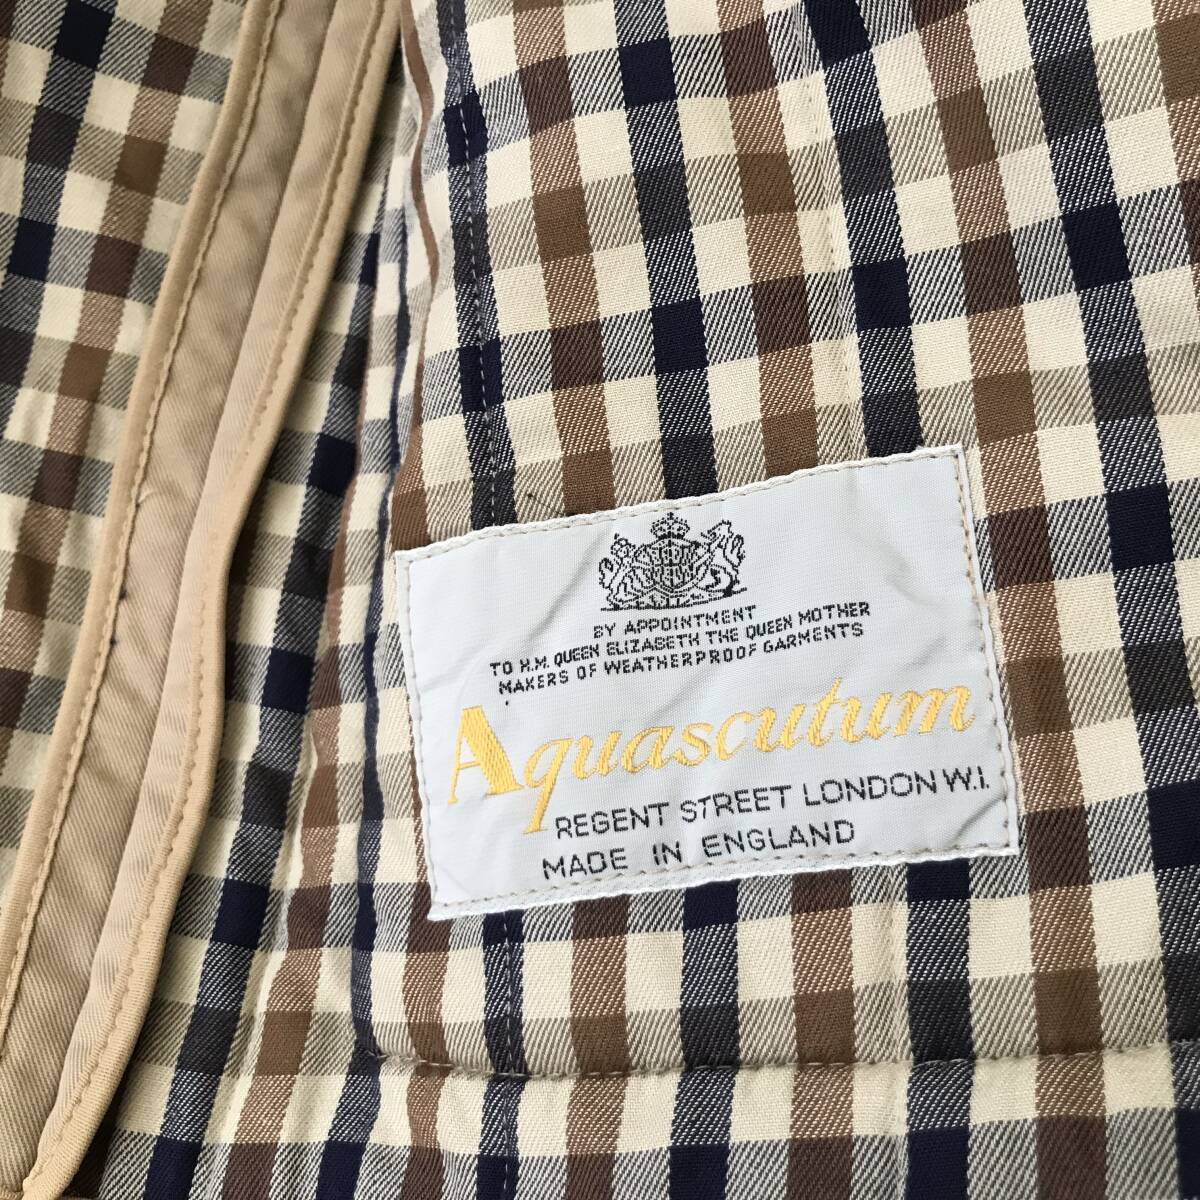 BY APPOINTMENT
TO H.M. QUEEN ELIZABETH THE QUEEN MOTHER
MAKERS OF WEATHERPROOF GARMENTS
Aquascutum
REGENT STREET LONDON W.I.
MADE IN ENGLAND